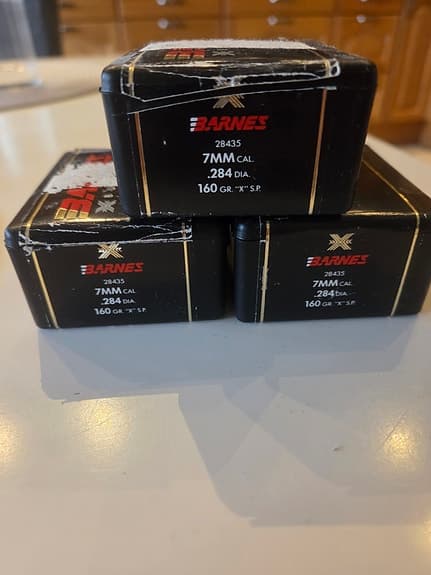 X
BARNES
28435
7MM CAL.
.284 DIA.
160 GR. "X" S.P.
BA
X
BARNES
28435
7MM CAL.
.284 DIA.
160 GR. "X" S.P.
X
BARNES
28435
7MM CAL.
.284 DIA.
160 GR. "X" S.P.